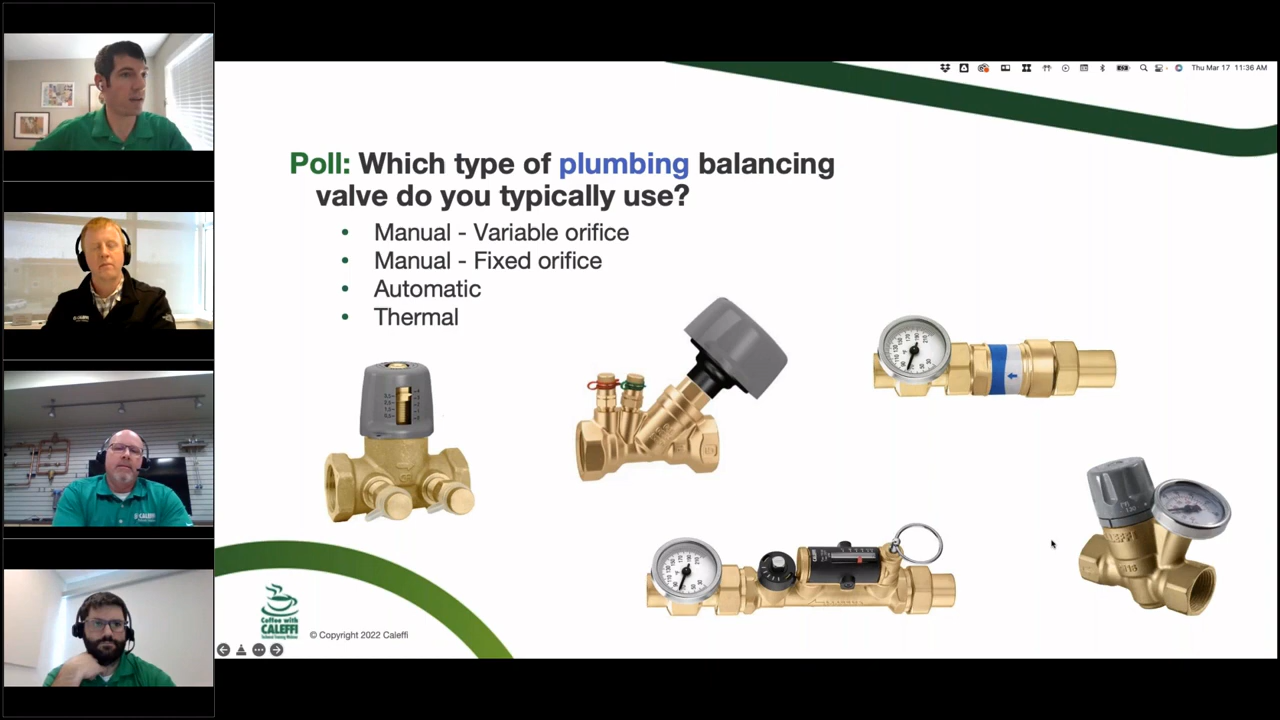 Thu Mar 17 11:36 AM
Poll: Which type of plumbing balancing
valve do you typically use?
• Manual - Variable orifice
• Manual - Fixed orifice
• Automatic
• Thermal
CALEFFI
Coffee with
CALEFFI
© Copyright 2022 Caleffi